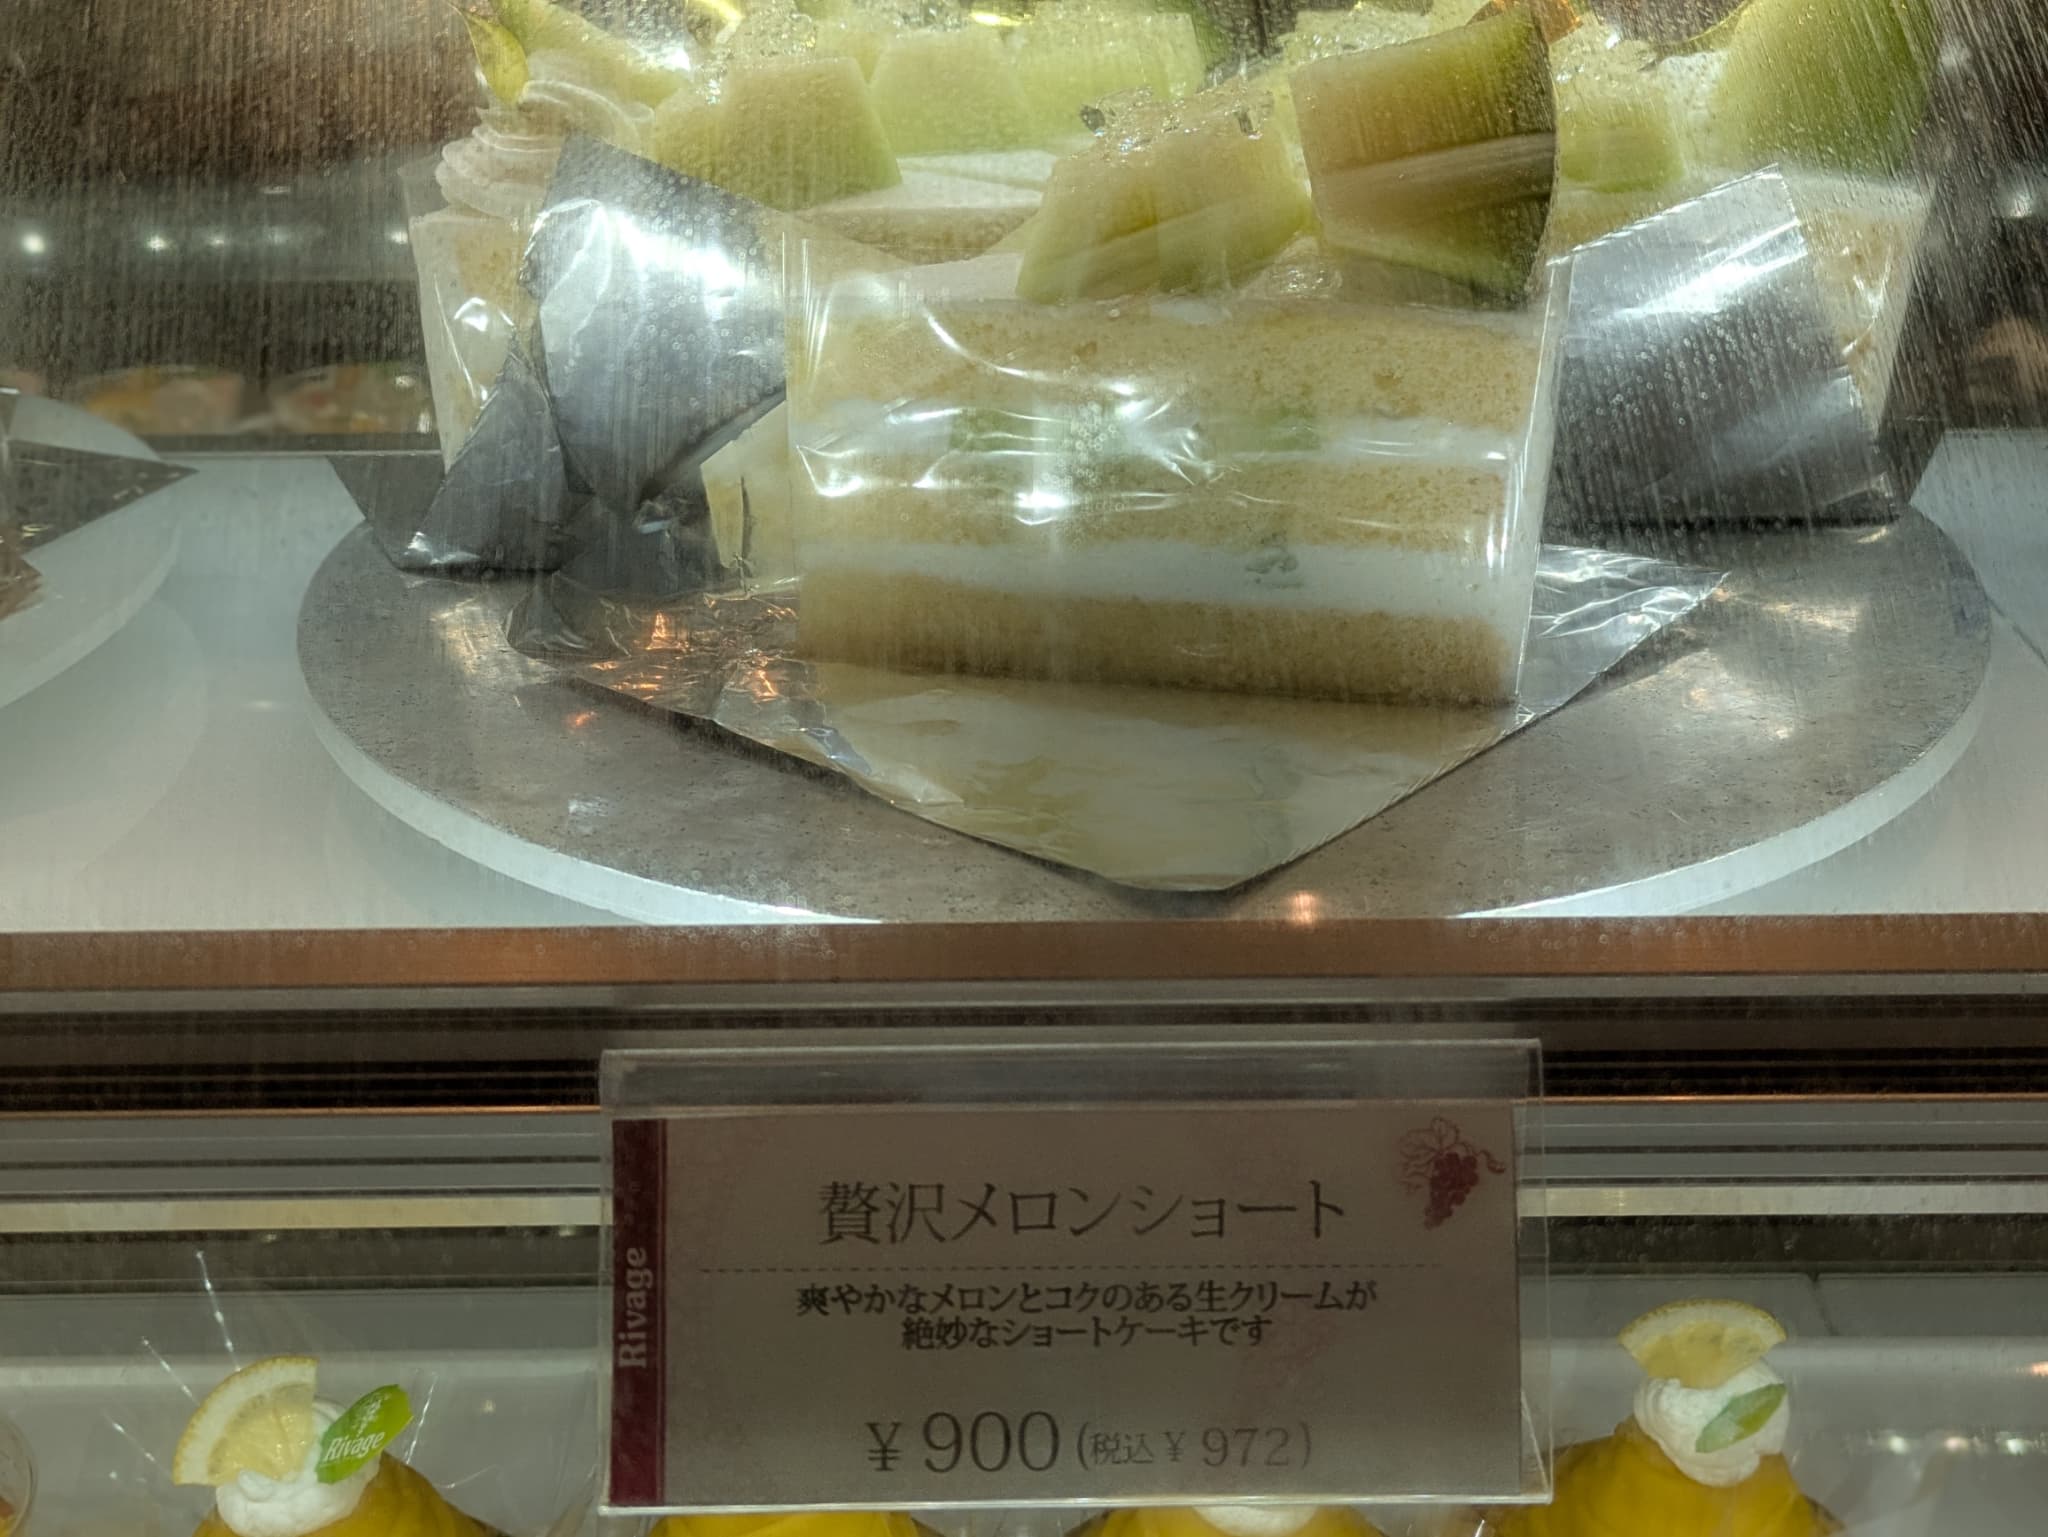 贅沢メロンショート
爽やかなメロンとコクのある生クリームが
絶妙なショートケーキです
¥900(税込¥972)
Rivage
Rivage